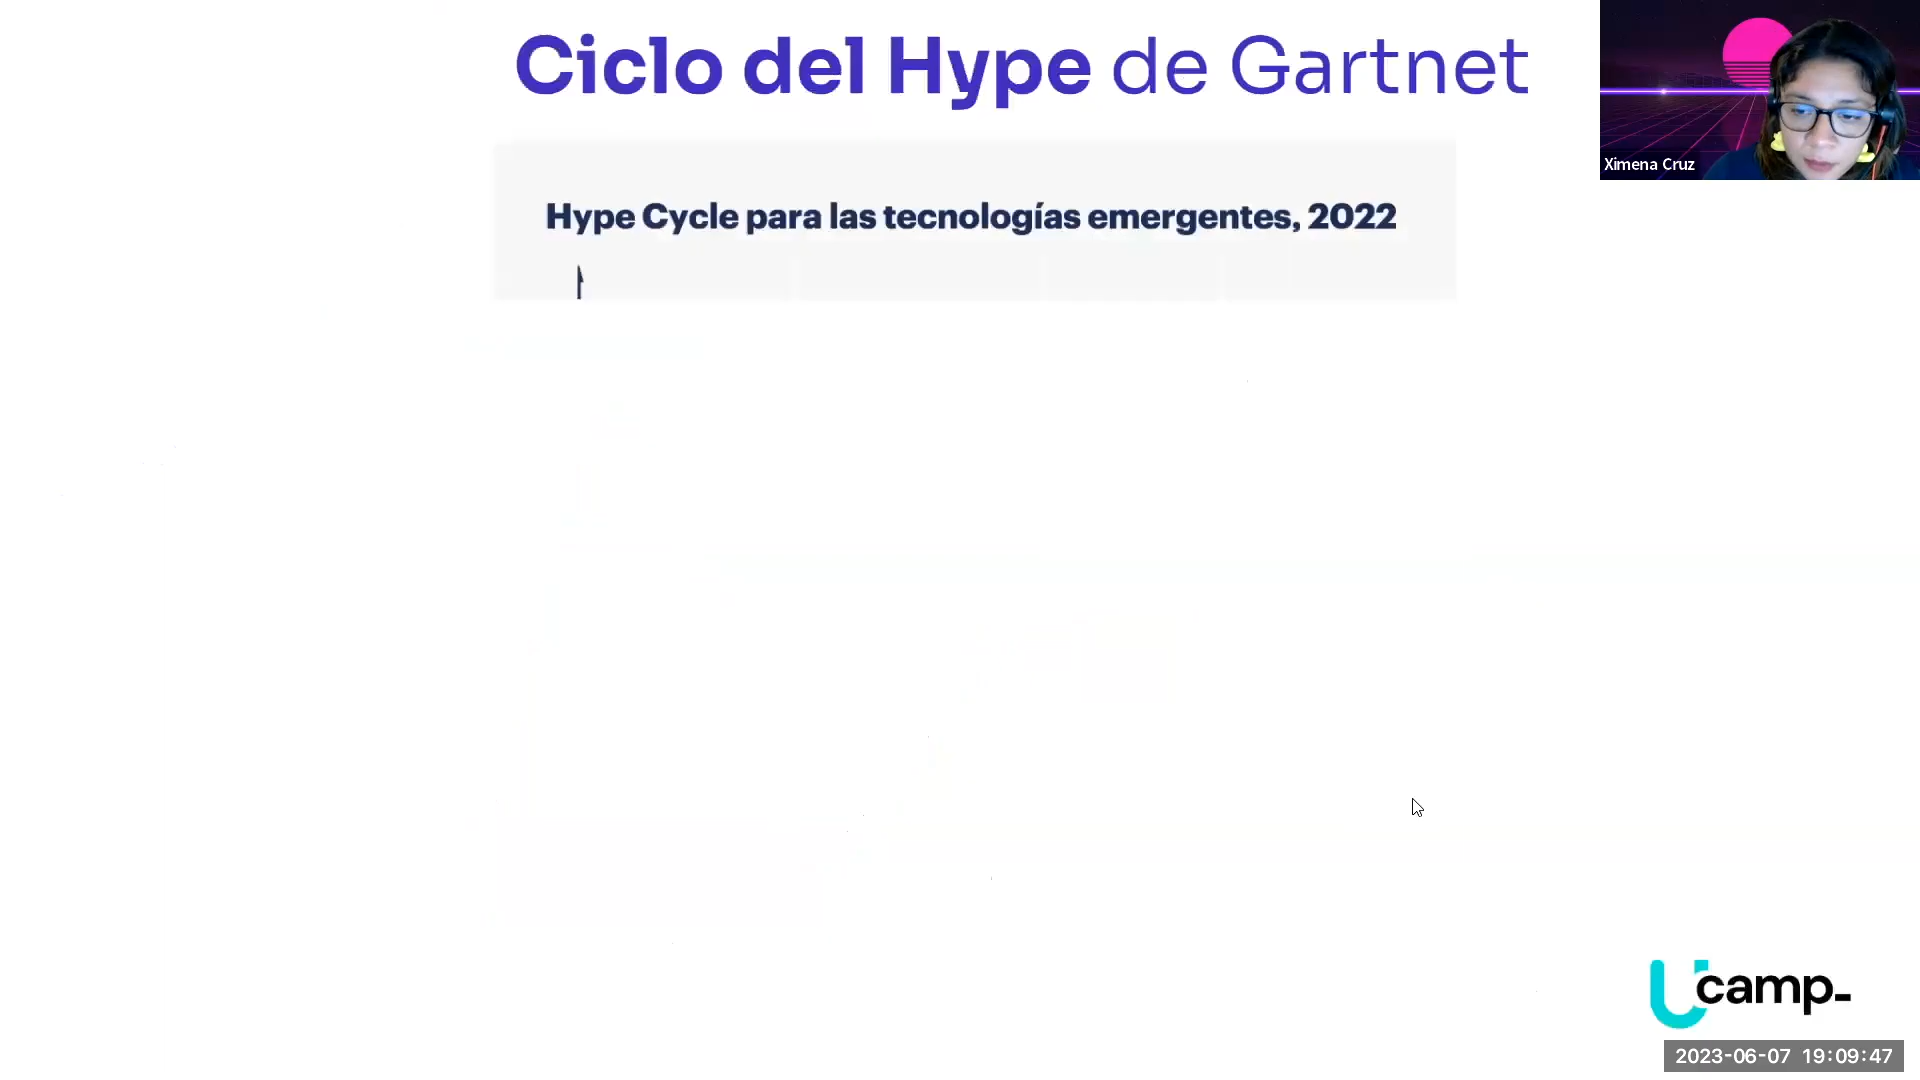 Ciclo del Hype de Gartnet
Ximena Cruz
Hype Cycle para las tecnologías emergentes, 2022
Ucamp_
2023-06-07 19:09:47